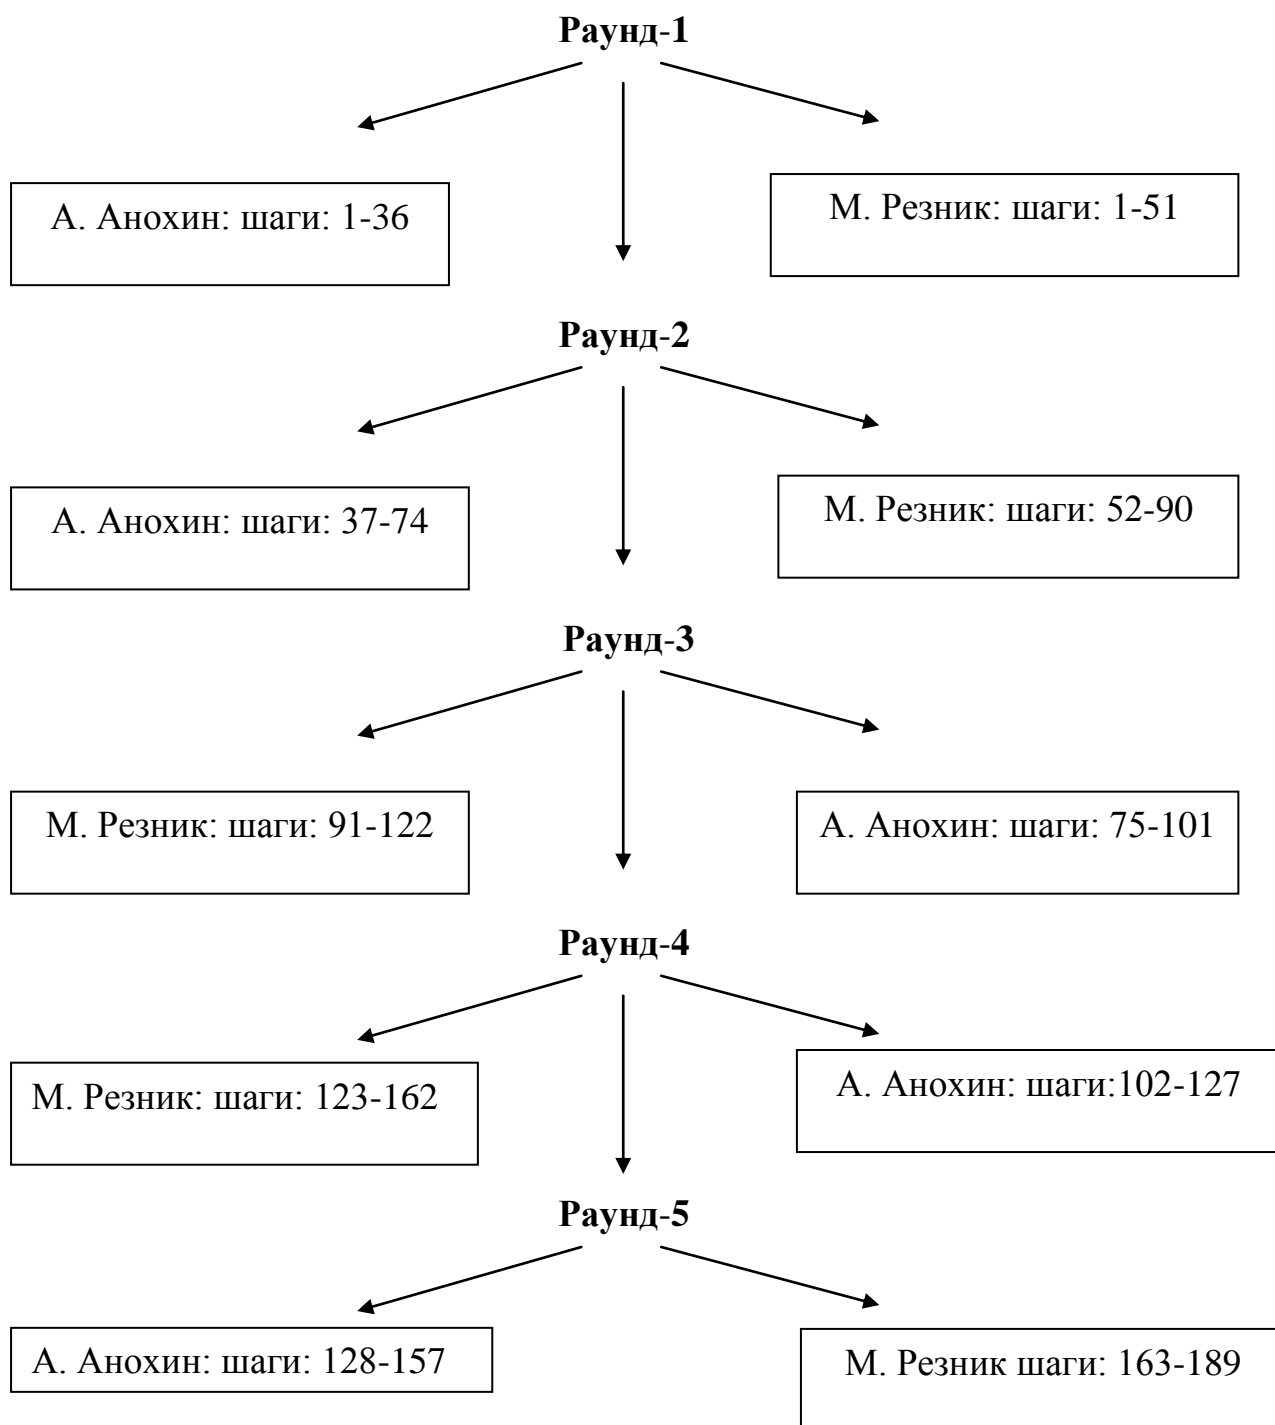 Раунд-1
А. Анохин: шаги: 1-36
М. Резник: шаги: 1-51
Раунд-2
А. Анохин: шаги: 37-74
М. Резник: шаги: 52-90
Раунд-3
М. Резник: шаги: 91-122
А. Анохин: шаги: 75-101
Раунд-4
М. Резник: шаги: 123-162
А. Анохин: шаги:102-127
Раунд-5
А. Анохин: шаги: 128-157
М. Резник шаги: 163-189